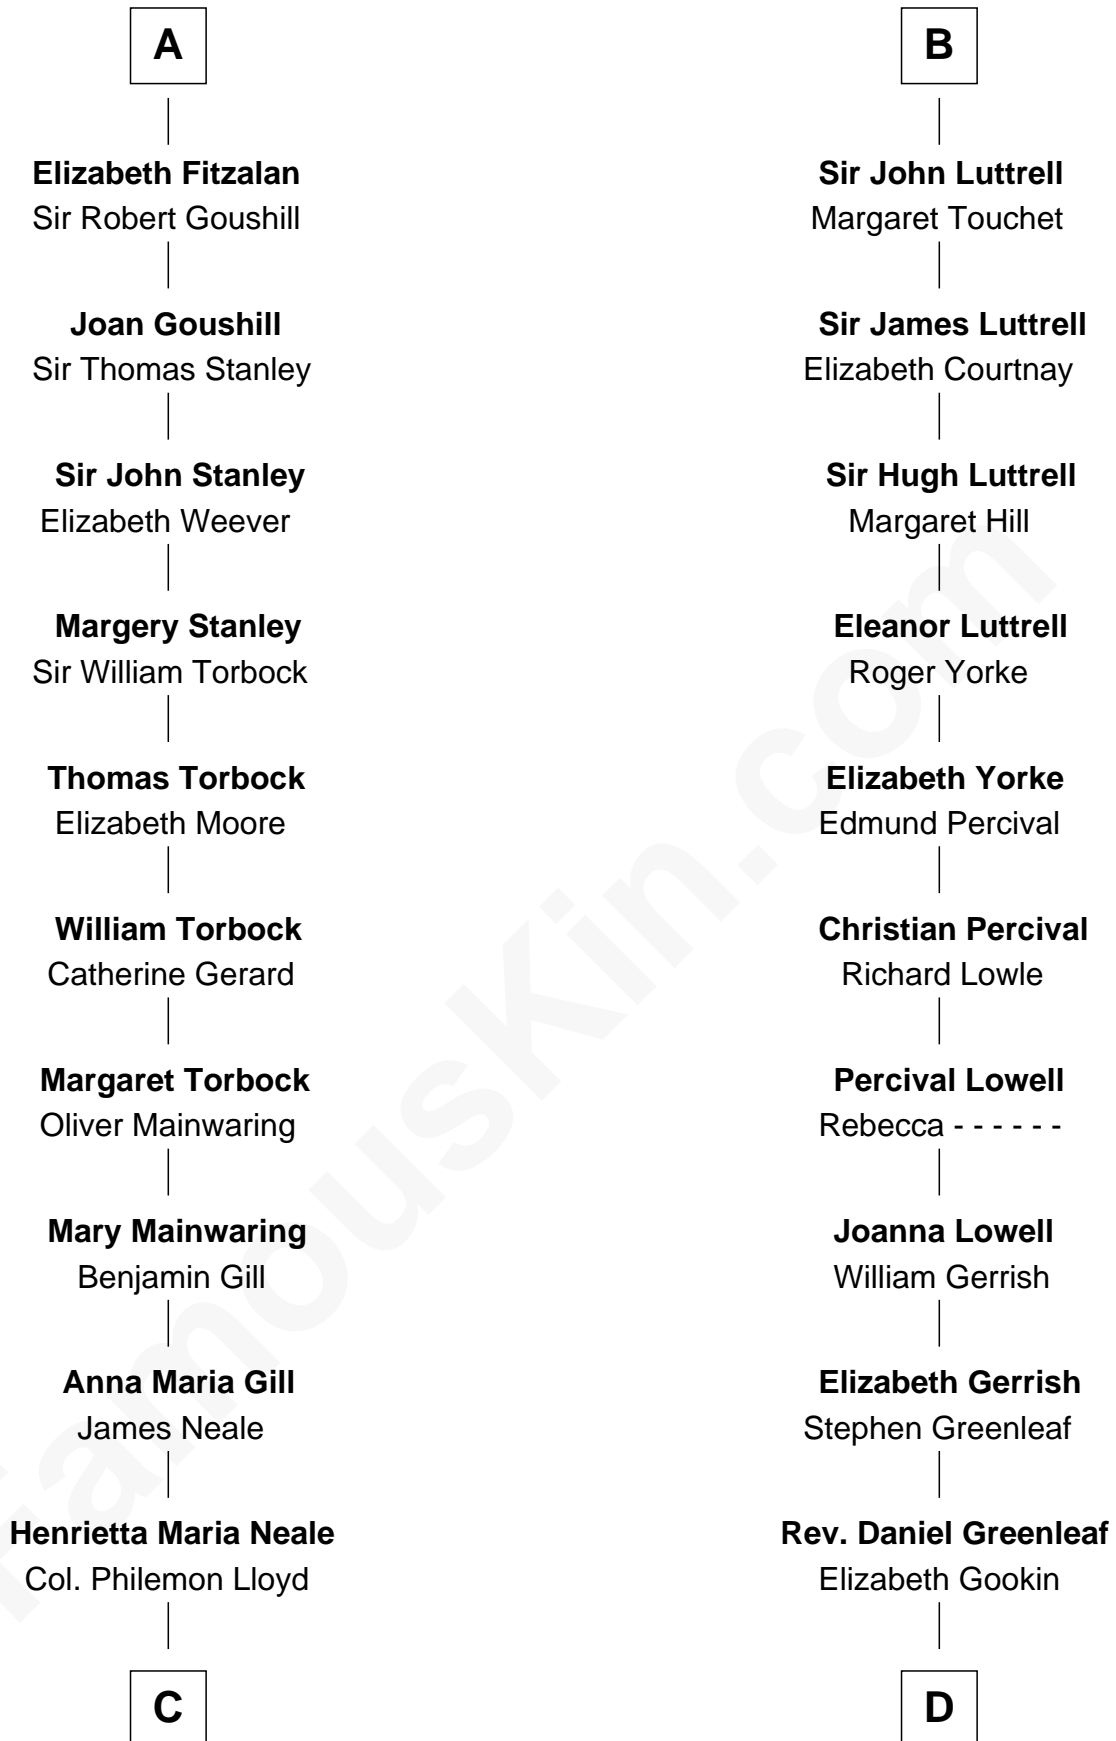 A
Elizabeth Fitzalan
Sir Robert Goushill
Joan Goushill
Sir Thomas Stanley
Sir John Stanley
Elizabeth Weever
Margery Stanley
Sir William Torbock
Thomas Torbock
Elizabeth Moore
William Torbock
Catherine Gerard
Margaret Torbock
Oliver Mainwaring
Mary Mainwaring
Benjamin Gill
Anna Maria Gill
James Neale
Henrietta Maria Neale
Col. Philemon Lloyd
C
B
Sir John Luttrell
Margaret Touchet
Sir James Luttrell
Elizabeth Courtnay
Sir Hugh Luttrell
Margaret Hill
Eleanor Luttrell
Roger Yorke
Elizabeth Yorke
Edmund Percival
Christian Percival
Richard Lowle
Percival Lowell
Rebecca - - - - - -
Joanna Lowell
William Gerrish
Elizabeth Gerrish
Stephen Greenleaf
Rev. Daniel Greenleaf
Elizabeth Gookin
D
FamousKin.com